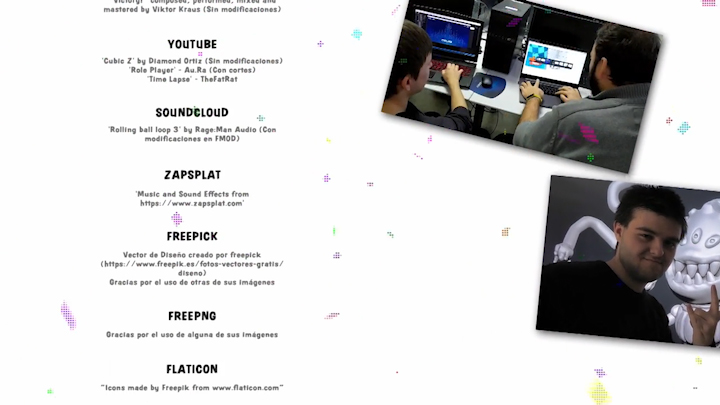 Victory!" composed, performed, mixed and
mastered by Viktor Kraus (Sin modificaciones)
YOUTUBE
'Cubic Z' by Diamond Ortiz (Sin modificaciones)
'Role Player' - Au.Ra (Con cortes)
'Time Lapse' - TheFatRat
SOUNDCLOUD
'Rolling ball loop 3' by Rage:Man Audio (Con
modificaciones en FMOD)
ZAPSPLAT
'Music and Sound Effects from
https://www.zapsplat.com'
FREEPICK
Vector de Diseño creado por freepick
(https://www.freepik.es/fotos-vectores-gratis/
diseno)
Gracias por el uso de otras de sus imágenes
FREEPNG
Gracias por el uso de alguna de sus imágenes
FLATICON
"Icons made by Freepik from www.flaticon.com"